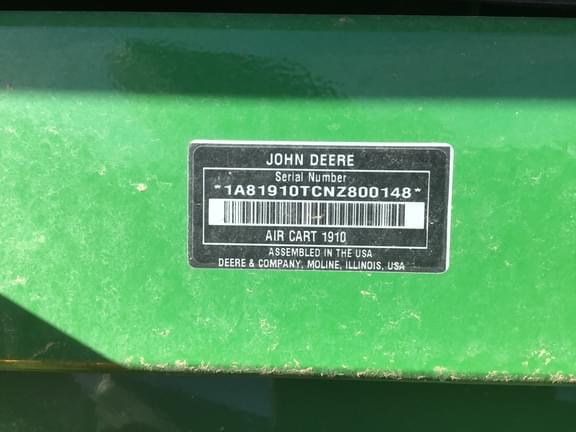 JOHN DEERE
Serial Number
*1A81910TCNZ800148*
AIR CART 1910
ASSEMBLED IN THE USA
DEERE & COMPANY, MOLINE, ILLINOIS, USA